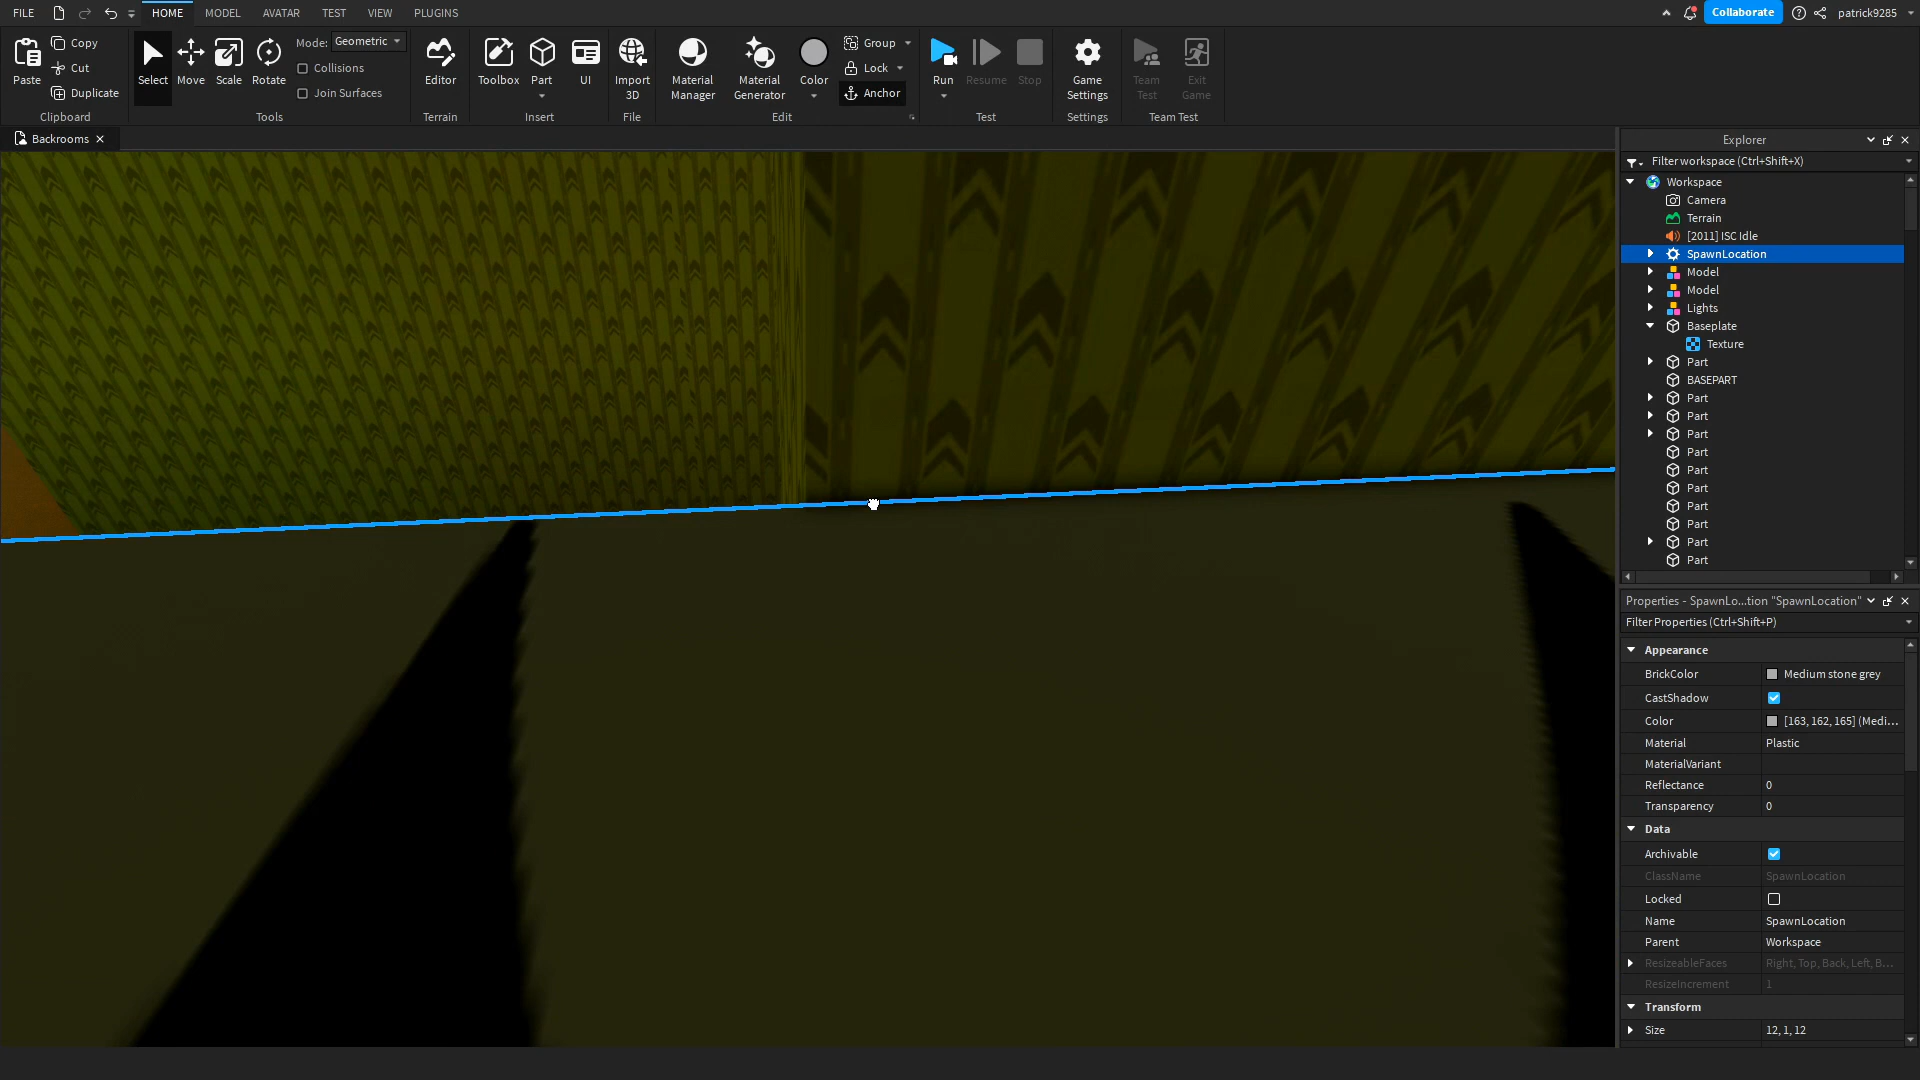 FILE HOME MODEL AVATAR TEST VIEW PLUGINS Collaborate patrick9285
Copy Cut Duplicate Paste Clipboard
Select Move Scale Rotate Mode: Geometric Collisions Join Surfaces Tools
Editor Terrain
Toolbox Part UI Insert
Import 3D File
Material Manager Material Generator Color Group Lock Anchor Edit
Run Resume Stop Test
Game Settings Settings
Team Test Exit Game Team Test
Backrooms
Explorer
Filter workspace (Ctrl+Shift+X)
Workspace
Camera
Terrain
[2011] ISC Idle
SpawnLocation
Model
Model
Lights
Baseplate
Texture
Part
BASEPART
Part
Part
Part
Part
Part
Part
Part
Part
Part
Part
Properties - SpawnLo...tion "SpawnLocation"
Filter Properties (Ctrl+Shift+P)
Appearance
BrickColor Medium stone grey
CastShadow
Color [163, 162, 165] (Medi...
Material Plastic
MaterialVariant
Reflectance 0
Transparency 0
Data
Archivable
ClassName SpawnLocation
Locked
Name SpawnLocation
Parent Workspace
ResizeableFaces Right, Top, Back, Left, B...
ResizeIncrement 1
Transform
Size 12, 1, 12